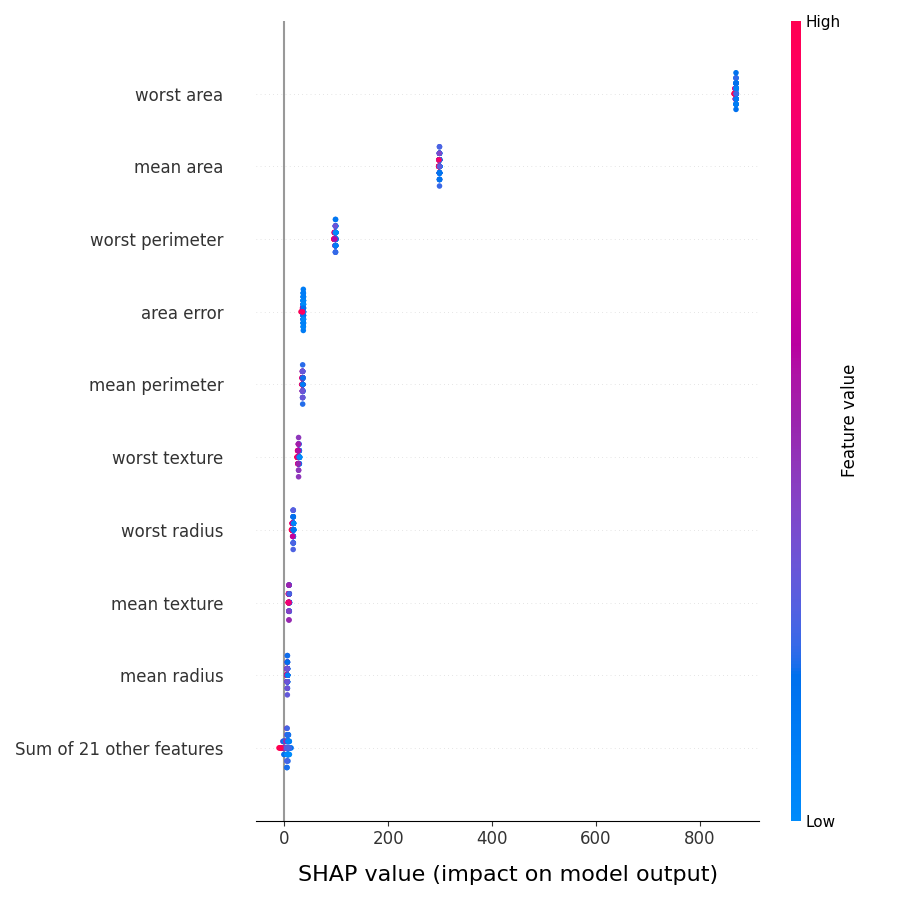 High
worst area
mean area
worst perimeter
area error
mean perimeter
worst texture
worst radius
mean texture
mean radius
Sum of 21 other features
Feature value
Low
0 200 400 600 800
SHAP value (impact on model output)